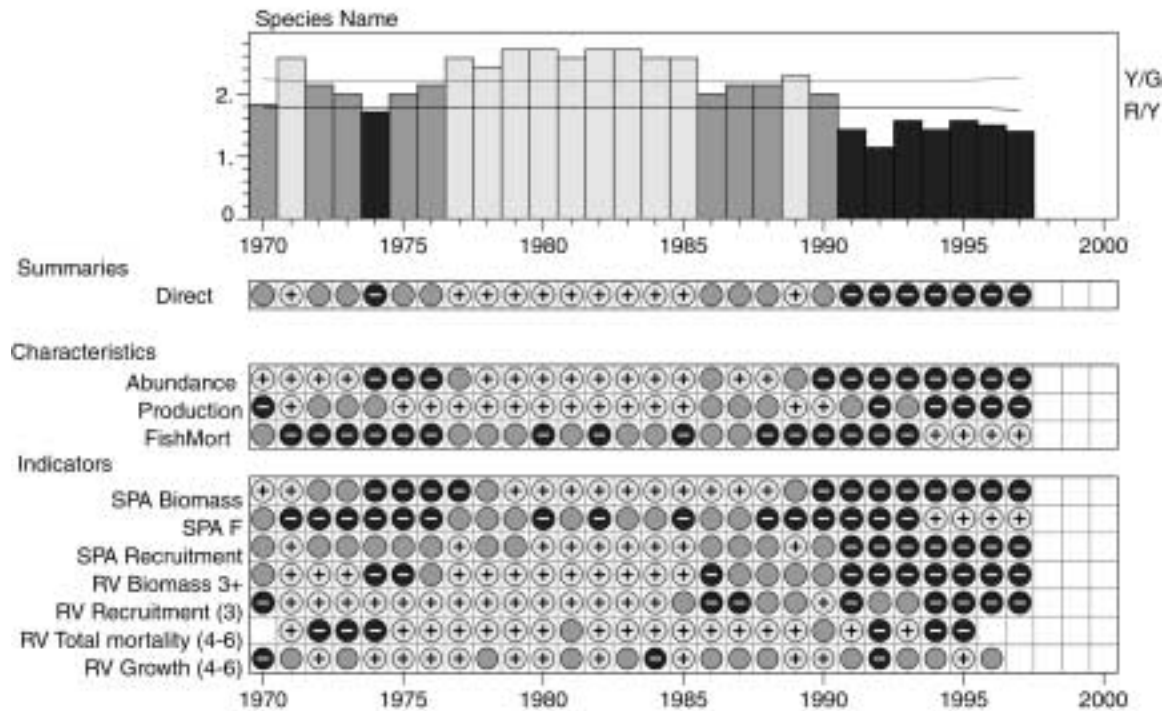 Species Name
Y/G
2.
R/Y
1.
0
1970 1975 1980 1985 1990 1995 2000
Summaries
Direct
Characteristics
Abundance
Production
FishMort
Indicators
SPA Biomass
SPA F
SPA Recruitment
RV Biomass 3+
RV Recruitment (3)
RV Total mortality (4-6)
RV Growth (4-6)
1970 1975 1980 1985 1990 1995 2000